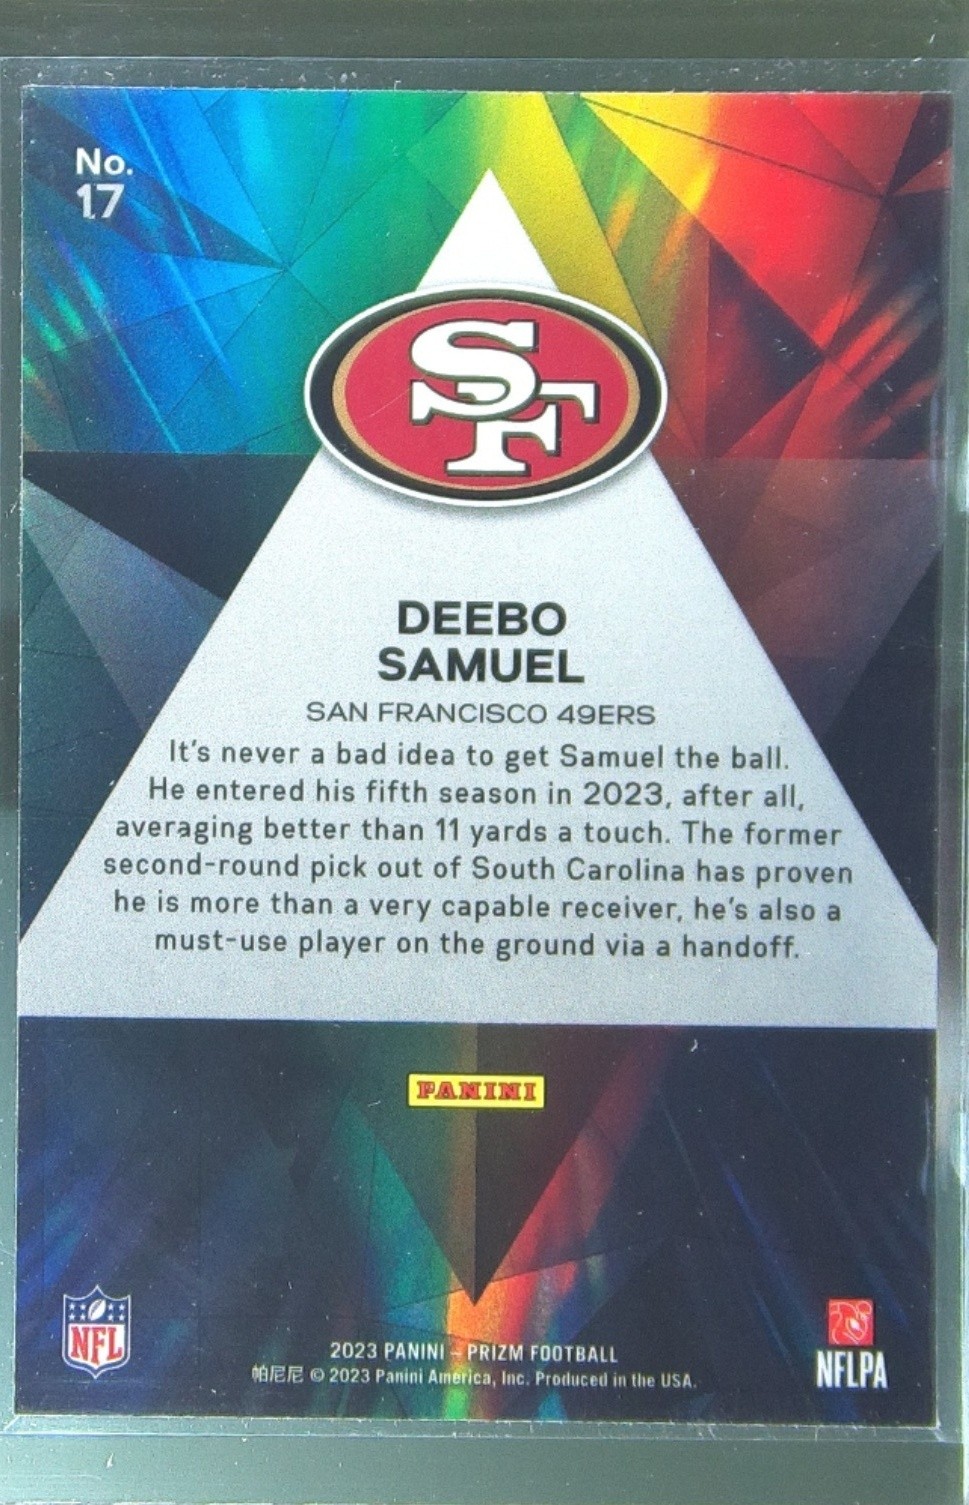 No.
17
SF
DEEBO
SAMUEL
SAN FRANCISCO 49ERS
It's never a bad idea to get Samuel the ball.
He entered his fifth season in 2023, after all,
averaging better than 11 yards a touch. The former
second-round pick out of South Carolina has proven
he is more than a very capable receiver, he's also a
must-use player on the ground via a handoff.
PANINI
NFL
2023 PANINI – PRIZM FOOTBALL
帕尼尼 © 2023 Panini America, Inc. Produced in the USA.
NFLPA